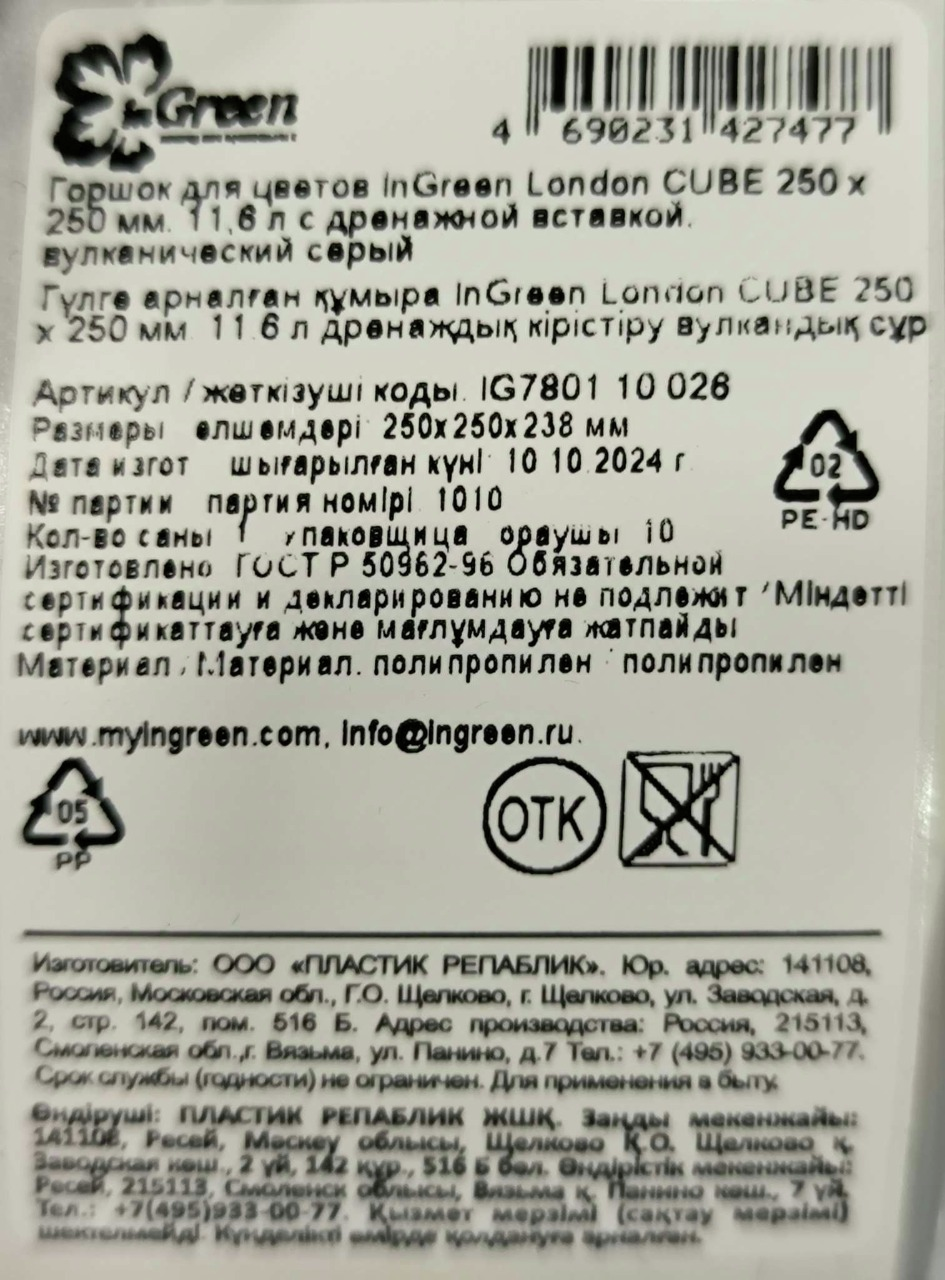 inGreen
4 690231 427477
Горшок для цветов InGreen London CUBE 250 x
250 мм. 11,6 л с дренажной вставкой.
вулканический серый
Гүлге арналған құмыра InGreen London CUBE 250
x 250 мм 11 6 л дренаждық кірістіру вулкандық сұр
Артикул / жеткізуші коды. IG7801 10 026
Размеры өлшемдері 250x250x238 мм
Дата изгот шығарылған күні 10 10 2024 г
№ партии партия номірі 1010
Кол-во саны 1 упаковщица ораушы 10
Изготовлено ГОСТ Р 50962-96 Обязательной
сертификации и декларированию не подлежит Міндетті
сертификаттауға және мағлұмдауға жатпайды
Материал / Материал. полипропилен полипропилен
www.myingreen.com, info@ingreen.ru.
02
PE-HD
05
PP
ОТК
Изготовитель: ООО «ПЛАСТИК РЕПАБЛИК». Юр. адрес: 141108,
Россия, Московская обл., Г.О. Щелково, г. Щелково, ул. Заводская, д.
2, стр. 142, пом. 516 Б. Адрес производства: Россия, 215113,
Смоленская обл.,г. Вязьма, ул. Панино, д.7 Тел.: +7 (495) 933-00-77.
Срок службы (годности) не ограничен. Для применения в быту.
Өндіруші: ПЛАСТИК РЕПАБЛИК ЖШҚ. Заңды мекенжайы:
141108, Ресей, Мәскеу облысы, Щелково Қ.О. Щелково қ.
Заводская көш., 2 үй, 142 құр., 516 Б бөл. Өндірістік мекенжайы:
Ресей, 215113, Смоленск облысы, Вязьма қ. Панино көш., 7 үй,
Тел.: +7(495)933-00-77. Қызмет мерзімі (сақтау мерзімі)
шектелмейді. Күнделікті өмірде қолдануға арналған.